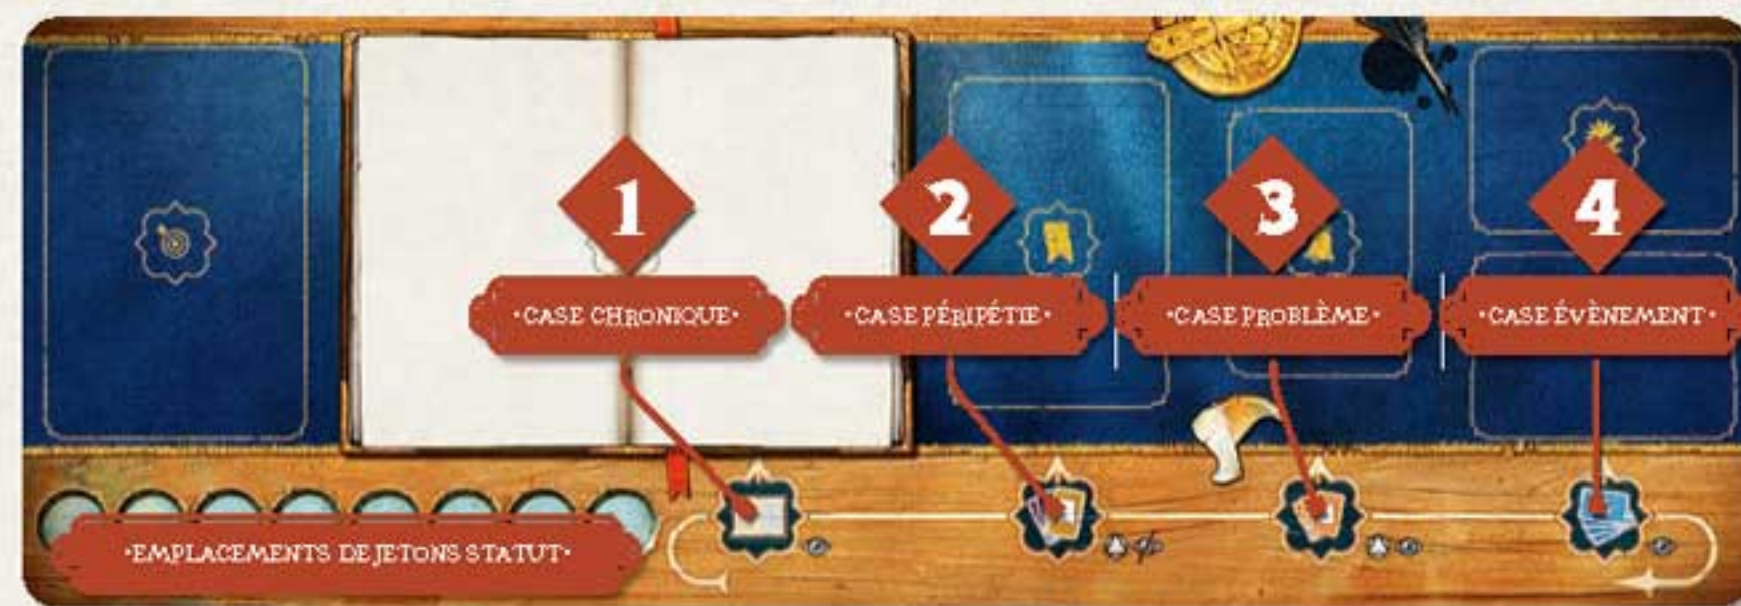 1
2
3
4
•CASE CHRONIQUE•
•CASE PÉRIPÉTIE•
•CASE PROBLÈME•
•CASE ÉVÈNEMENT•
•EMPLACEMENTS DE JETONS STATUT•